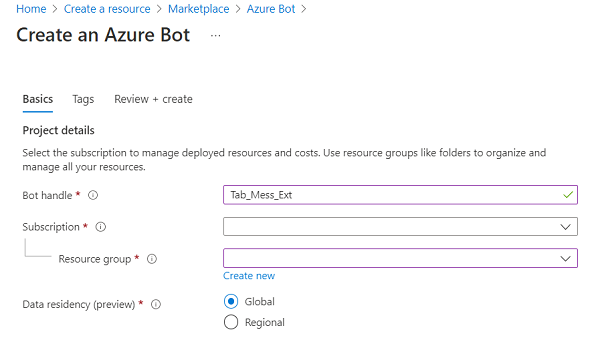 Home > Create a resource > Marketplace > Azure Bot >
Create an Azure Bot ...
Basics Tags Review + create
Project details
Select the subscription to manage deployed resources and costs. Use resource groups like folders to organize and
manage all your resources.
Bot handle * Tab_Mess_Ext
Subscription *
Resource group *
Create new
Data residency (preview) * Global
Regional